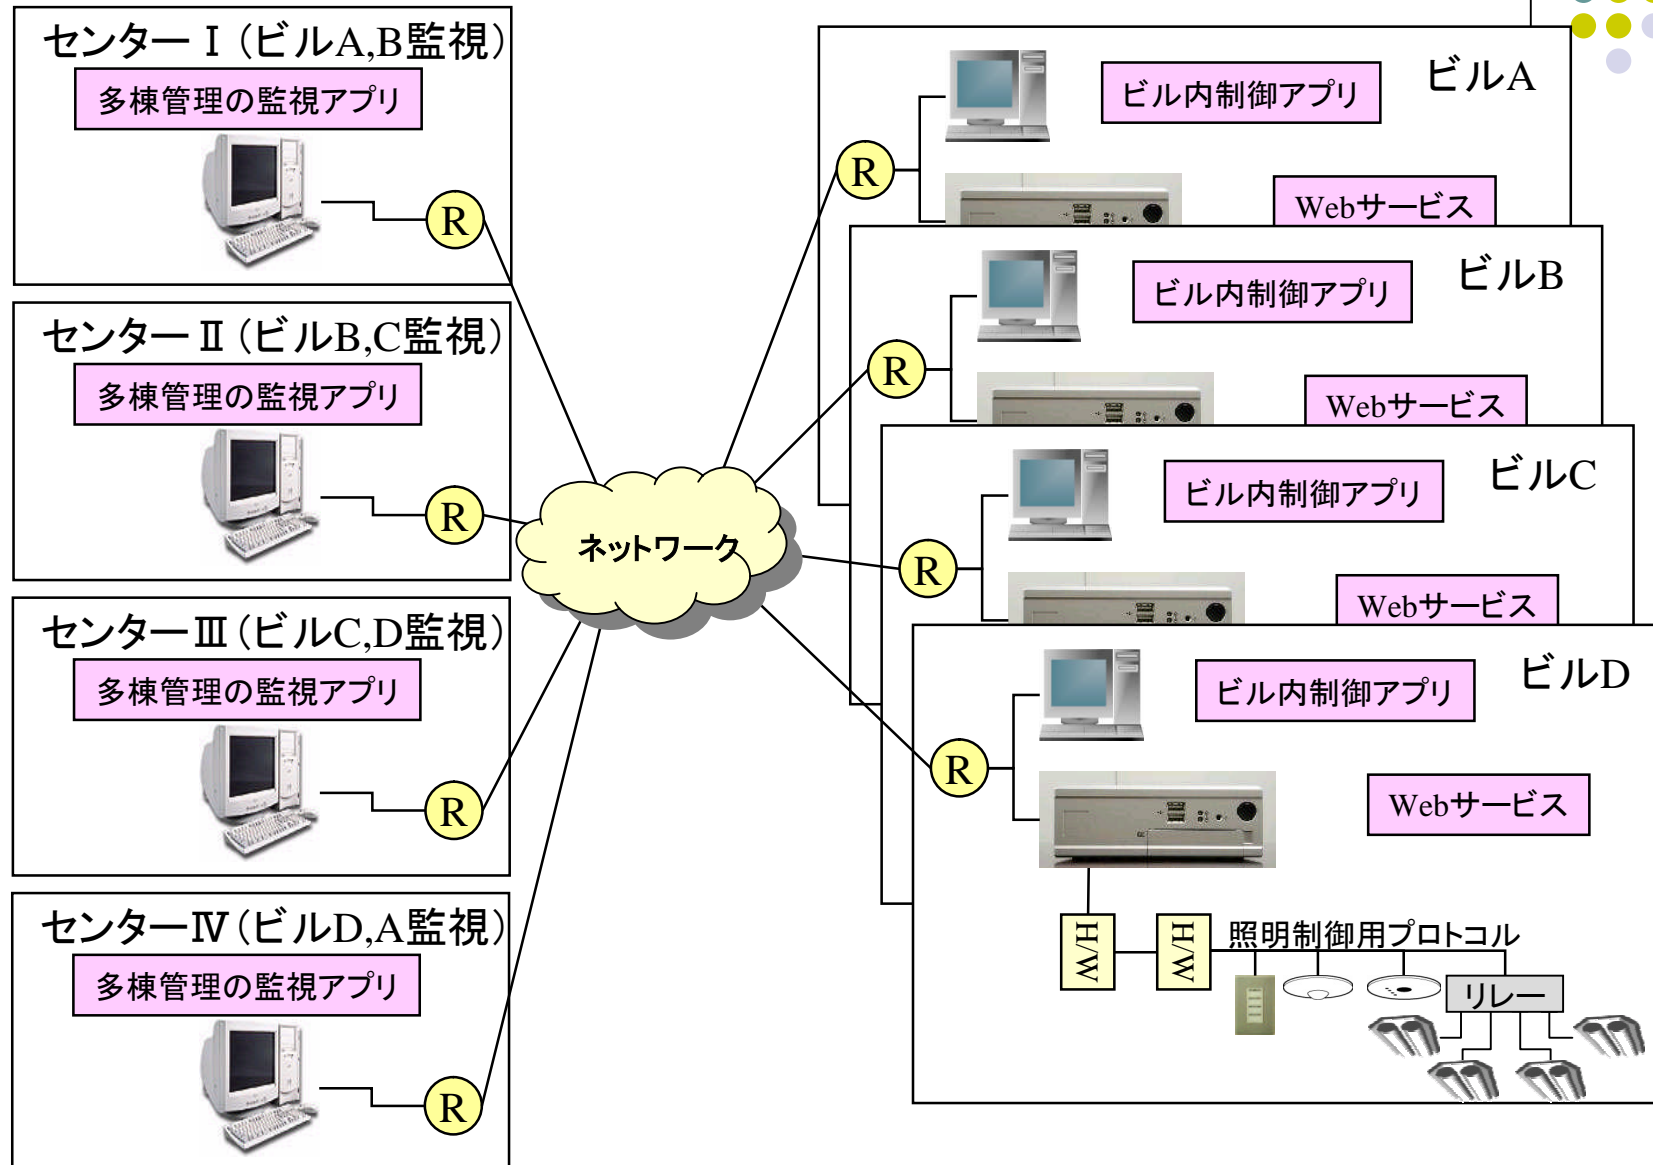 センターⅠ（ビルA,B監視）
多棟管理の監視アプリ
R
センターⅡ（ビルB,C監視）
多棟管理の監視アプリ
R
センターⅢ（ビルC,D監視）
多棟管理の監視アプリ
R
センターⅣ（ビルD,A監視）
多棟管理の監視アプリ
R
ネットワーク
ビルA
ビル内制御アプリ
R
Webサービス
ビルB
ビル内制御アプリ
R
Webサービス
ビルC
ビル内制御アプリ
R
Webサービス
ビルD
ビル内制御アプリ
R
Webサービス
H/W
H/W
照明制御用プロトコル
リレー